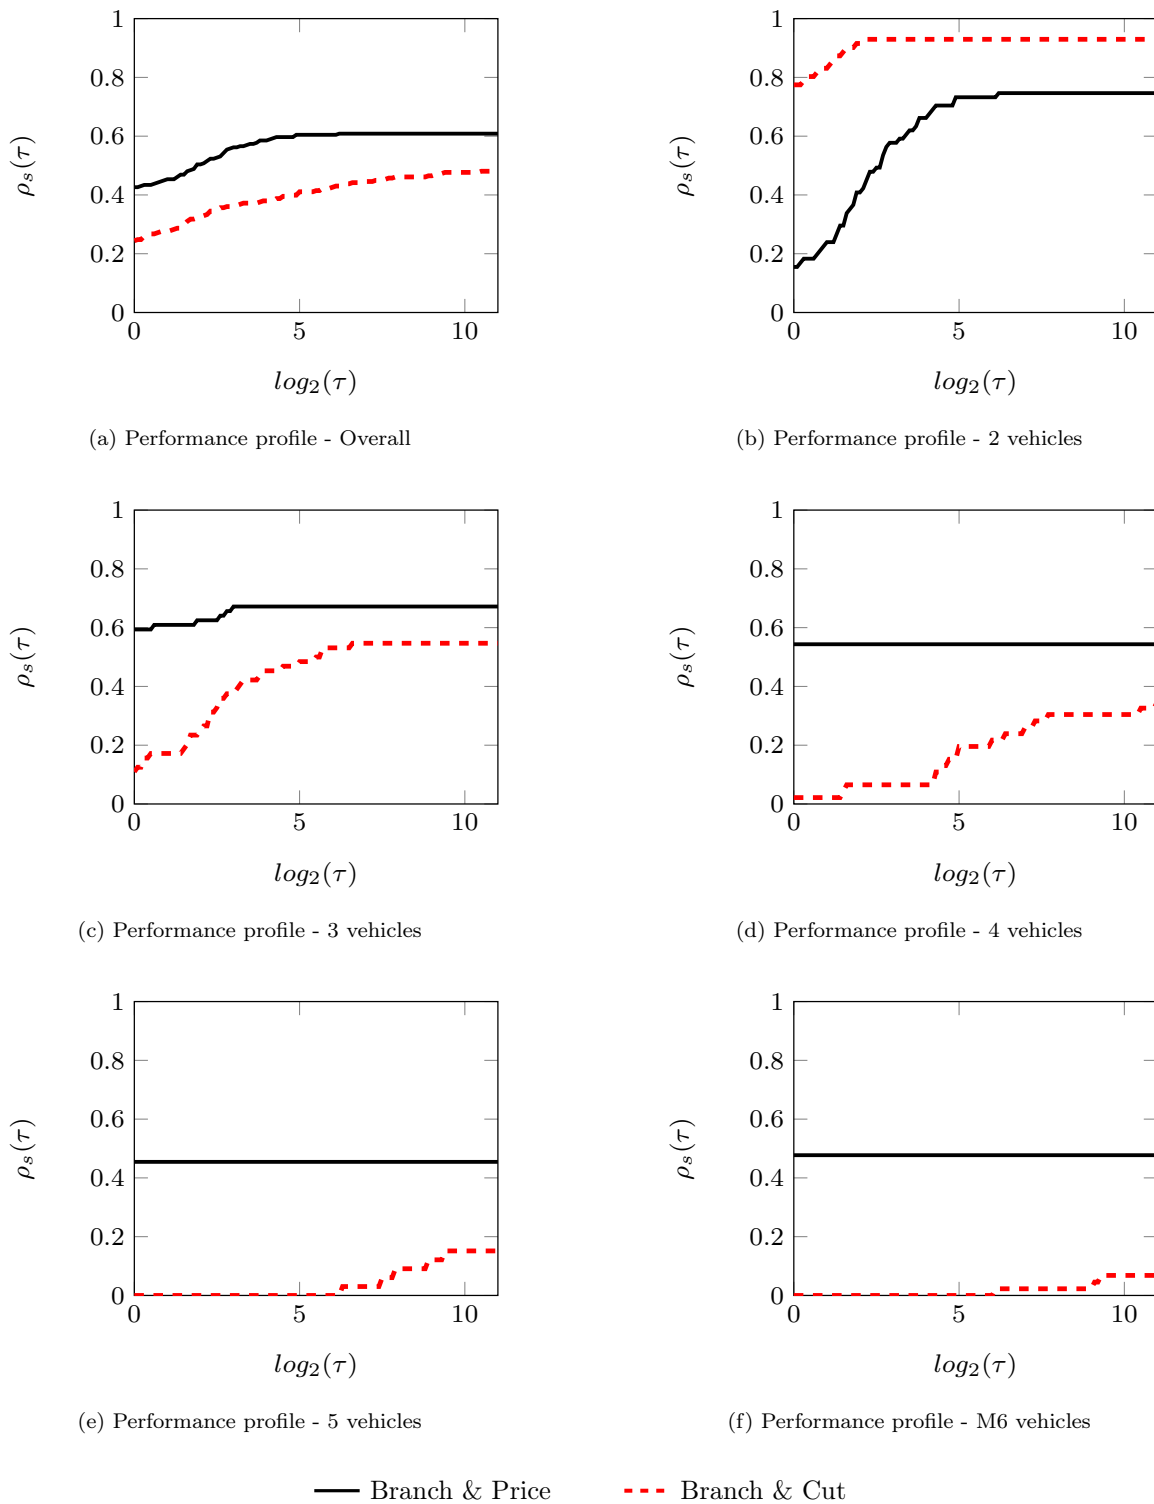 1
0.8
0.6
0.4
0.2
0
0 5 10
ρs(τ)
log2(τ)
(a) Performance profile - Overall
1
0.8
0.6
0.4
0.2
0
0 5 10
ρs(τ)
log2(τ)
(b) Performance profile - 2 vehicles
1
0.8
0.6
0.4
0.2
0
0 5 10
ρs(τ)
log2(τ)
(c) Performance profile - 3 vehicles
1
0.8
0.6
0.4
0.2
0
0 5 10
ρs(τ)
log2(τ)
(d) Performance profile - 4 vehicles
1
0.8
0.6
0.4
0.2
0
0 5 10
ρs(τ)
log2(τ)
(e) Performance profile - 5 vehicles
1
0.8
0.6
0.4
0.2
0
0 5 10
ρs(τ)
log2(τ)
(f) Performance profile - M6 vehicles
Branch & Price Branch & Cut